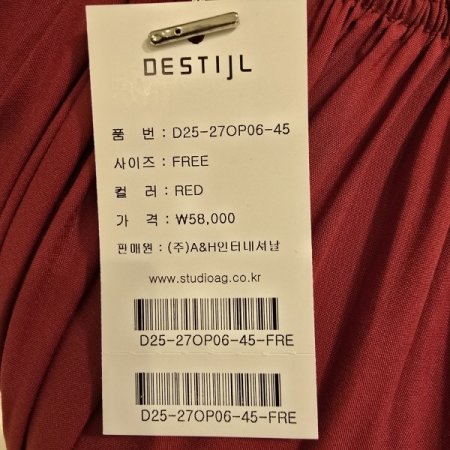 DESTIJL
품 번 : D25-27OP06-45
사이즈 : FREE
컬 러 : RED
가 격 : ₩58,000
판매원 : (주)A&H인터내셔날
www.studioag.co.kr
D25-27OP06-45-FRE
D25-27OP06-45-FRE